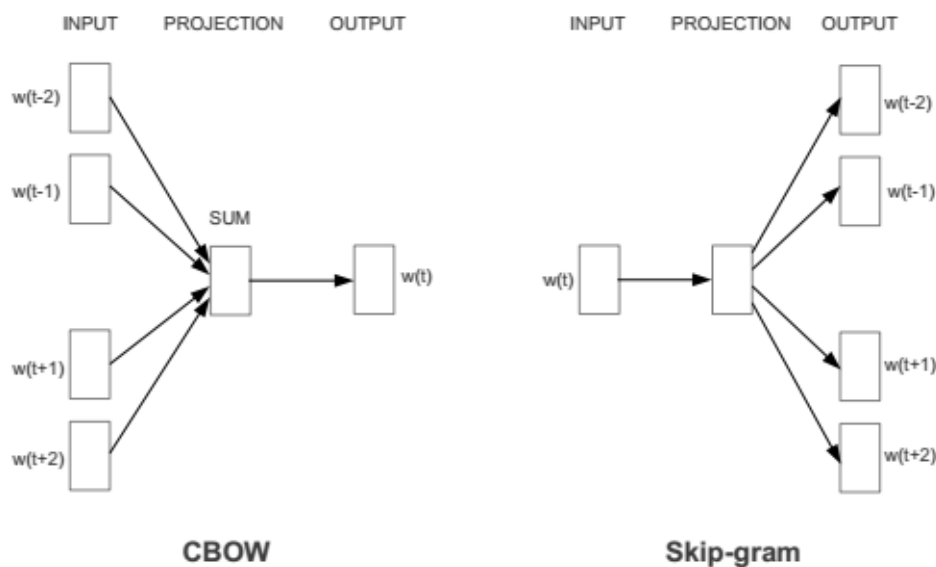 INPUT PROJECTION OUTPUT
w(t-2)
w(t-1)
SUM
w(t)
w(t+1)
w(t+2)
CBOW
INPUT PROJECTION OUTPUT
w(t-2)
w(t-1)
w(t)
w(t+1)
w(t+2)
Skip-gram